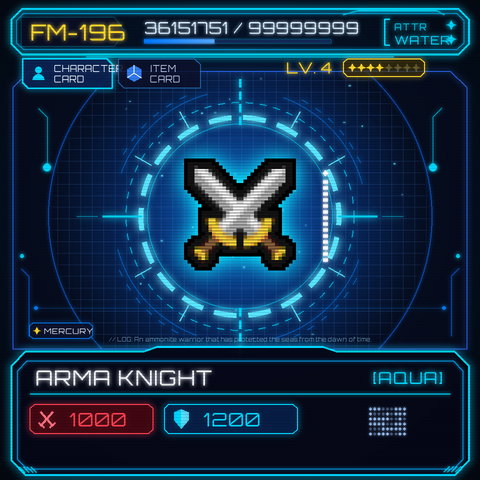 FM-196
36151751 / 99999999
ATTR
WATER
CHARACTER
CARD
ITEM
CARD
LV.4
MERCURY
// LOG: An ammonite warrior that has protected the seas from the dawn of time
ARMA KNIGHT
[AQUA]
1000
1200